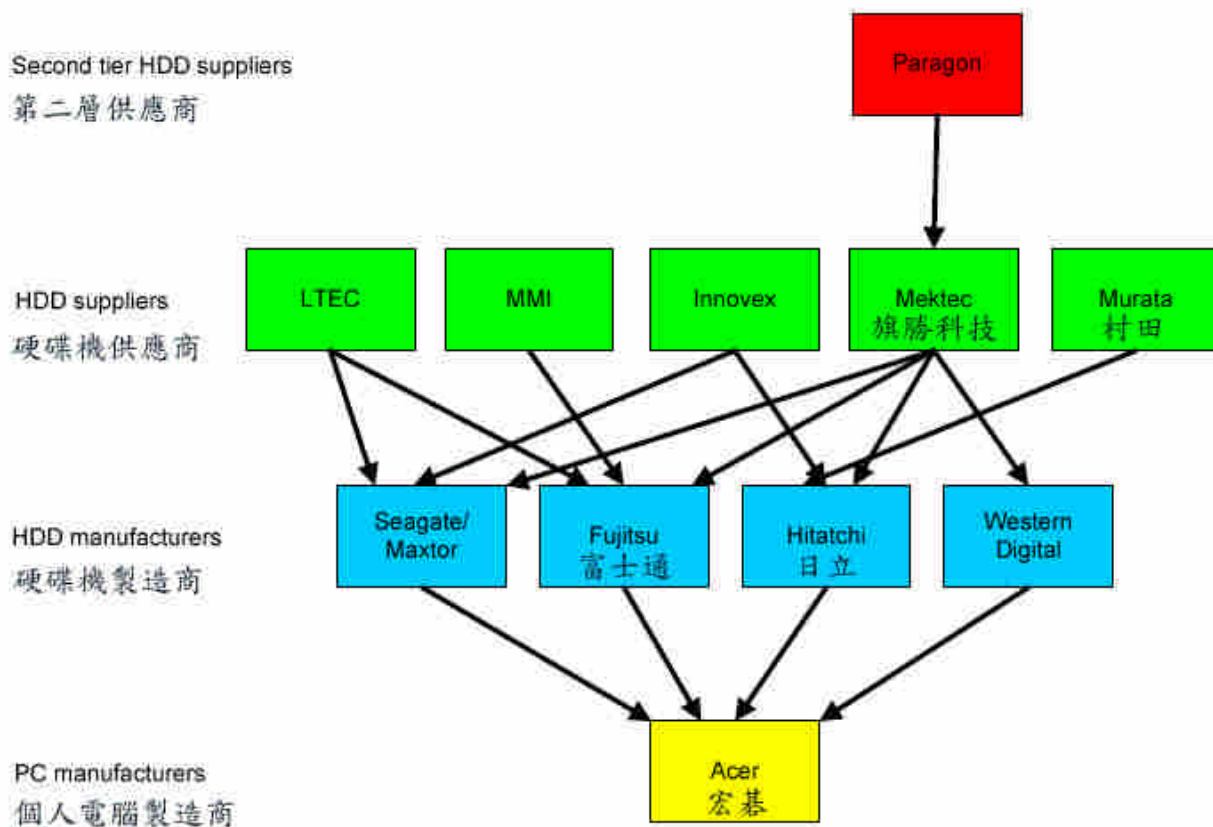 Second tier HDD suppliers
第二層供應商
Paragon
HDD suppliers
硬碟機供應商
LTEC
MMI
Innovex
Mektec
旗勝科技
Murata
村田
HDD manufacturers
硬碟機製造商
Seagate/
Maxtor
Fujitsu
富士通
Hitatchi
日立
Western
Digital
PC manufacturers
個人電腦製造商
Acer
宏碁